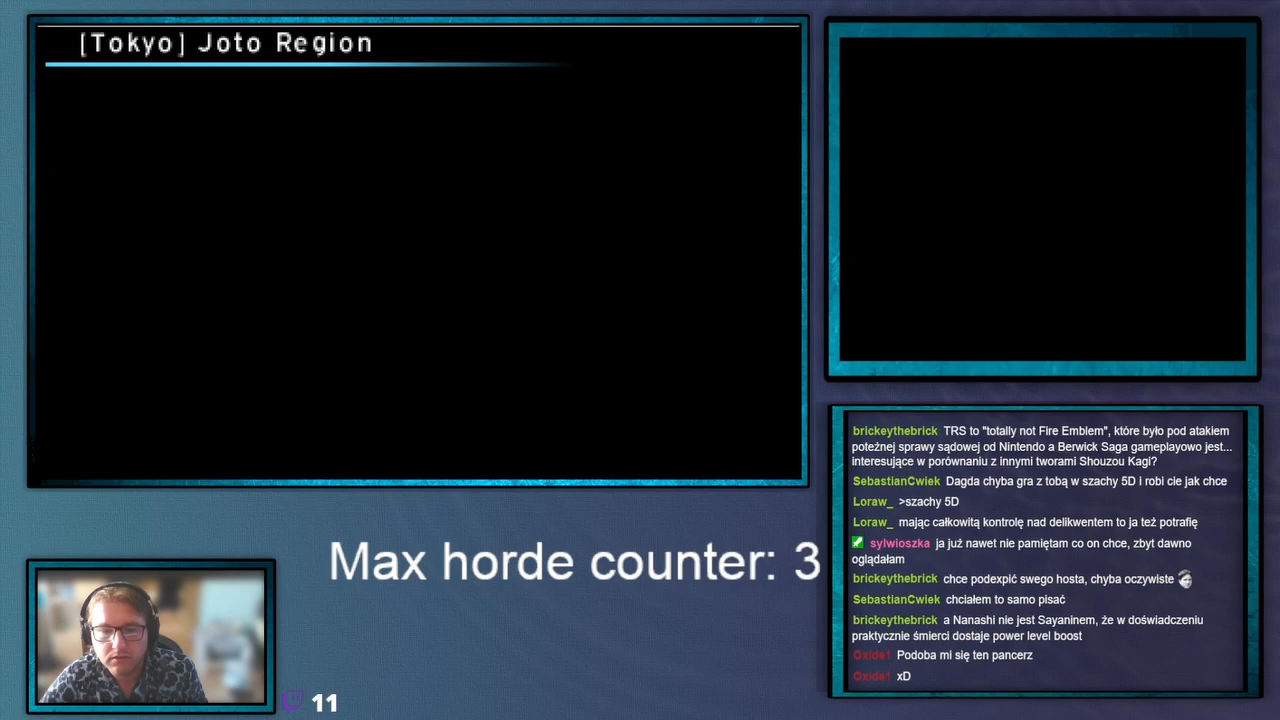 [Tokyo] Joto Region
Max horde counter: 3
11
brickeythebrick TRS to "totally not Fire Emblem", które było pod atakiem
poteżnej sprawy sądowej od Nintendo a Berwick Saga gameplayowo jest...
interesujące w porównaniu z innymi tworami Shouzou Kagi?
SebastianCwiek Dagda chyba gra z tobą w szachy 5D i robi cie jak chce
Loraw_ >szachy 5D
Loraw_ mając całkowitą kontrolę nad delikwentem to ja też potrafię
sylwioszka ja już nawet nie pamiętam co on chce, zbyt dawno
oglądałam
brickeythebrick chce podexpić swego hosta, chyba oczywiste
SebastianCwiek chciałem to samo pisać
brickeythebrick a Nanashi nie jest Sayaninem, że w doświadczeniu
praktycznie śmierci dostaje power level boost
Oxide1 Podoba mi się ten pancerz
Oxide1 xD